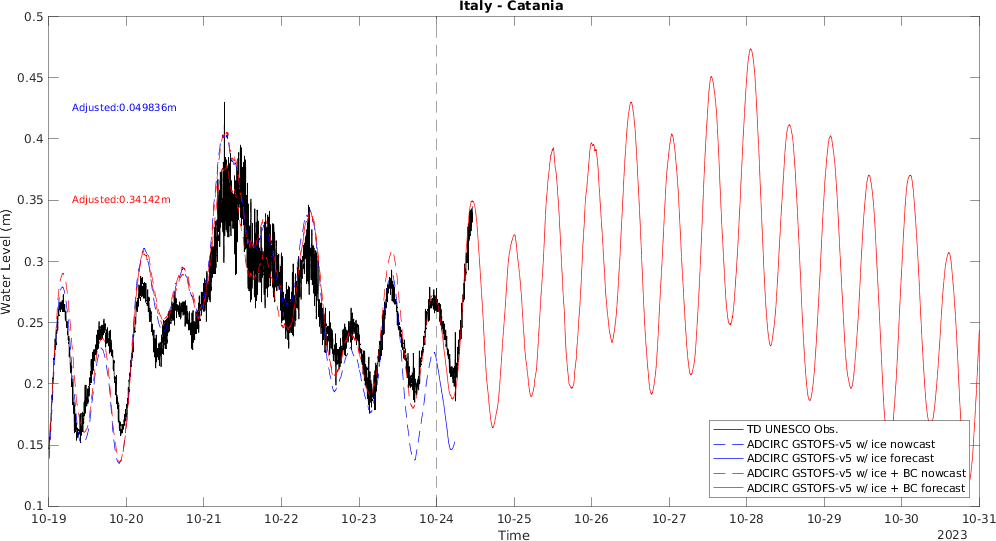 Italy - Catania
0.5
0.45
0.4
0.35
0.3
0.25
0.2
0.15
0.1
Water Level (m)
Adjusted:0.049836m
Adjusted:0.34142m
TD UNESCO Obs.
ADCIRC GSTOFS-v5 w/ ice nowcast
ADCIRC GSTOFS-v5 w/ ice forecast
ADCIRC GSTOFS-v5 w/ ice + BC nowcast
ADCIRC GSTOFS-v5 w/ ice + BC forecast
10-19 10-20 10-21 10-22 10-23 10-24 10-25 10-26 10-27 10-28 10-29 10-30 10-31
Time
2023